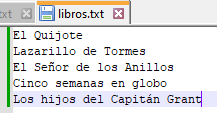 txt
libros.txt
El Quijote
Lazarillo de Tormes
El Señor de los Anillos
Cinco semanas en globo
Los hijos del Capitán Grant